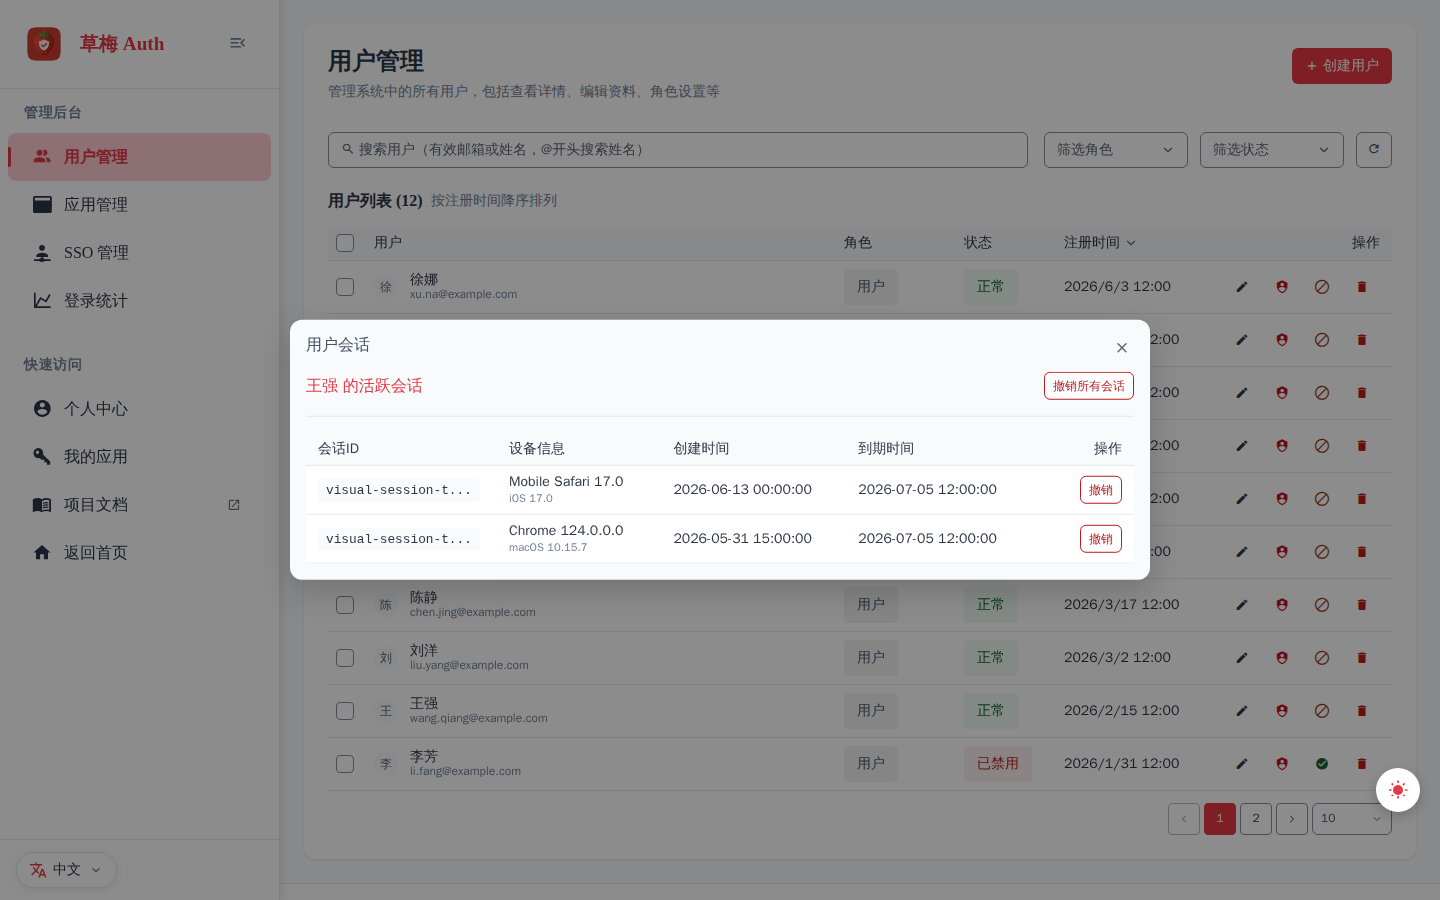 草梅 Auth
管理后台
用户管理
应用管理
SSO 管理
登录统计
快速访问
个人中心
我的应用
项目文档
返回首页
中文
用户管理
管理系统中的所有用户，包括查看详情、编辑资料、角色设置等
创建用户
搜索用户（有效邮箱或姓名，@开头搜索姓名）
筛选角色
筛选状态
用户列表 (12) 按注册时间降序排列
用户 角色 状态 注册时间 操作
徐 徐娜 用户 正常 2026/6/3 12:00
xu.na@example.com
2:00
2:00
2:00
2:00
:00
用户会话
王强 的活跃会话
撤销所有会话
会话ID 设备信息 创建时间 到期时间 操作
visual-session-t... Mobile Safari 17.0 2026-06-13 00:00:00 2026-07-05 12:00:00 撤销
iOS 17.0
visual-session-t... Chrome 124.0.0.0 2026-05-31 15:00:00 2026-07-05 12:00:00 撤销
macOS 10.15.7
陈 陈静 用户 正常 2026/3/17 12:00
chen.jing@example.com
刘 刘洋 用户 正常 2026/3/2 12:00
liu.yang@example.com
王 王强 用户 正常 2026/2/15 12:00
wang.qiang@example.com
李 李芳 用户 已禁用 2026/1/31 12:00
li.fang@example.com
1 2 10